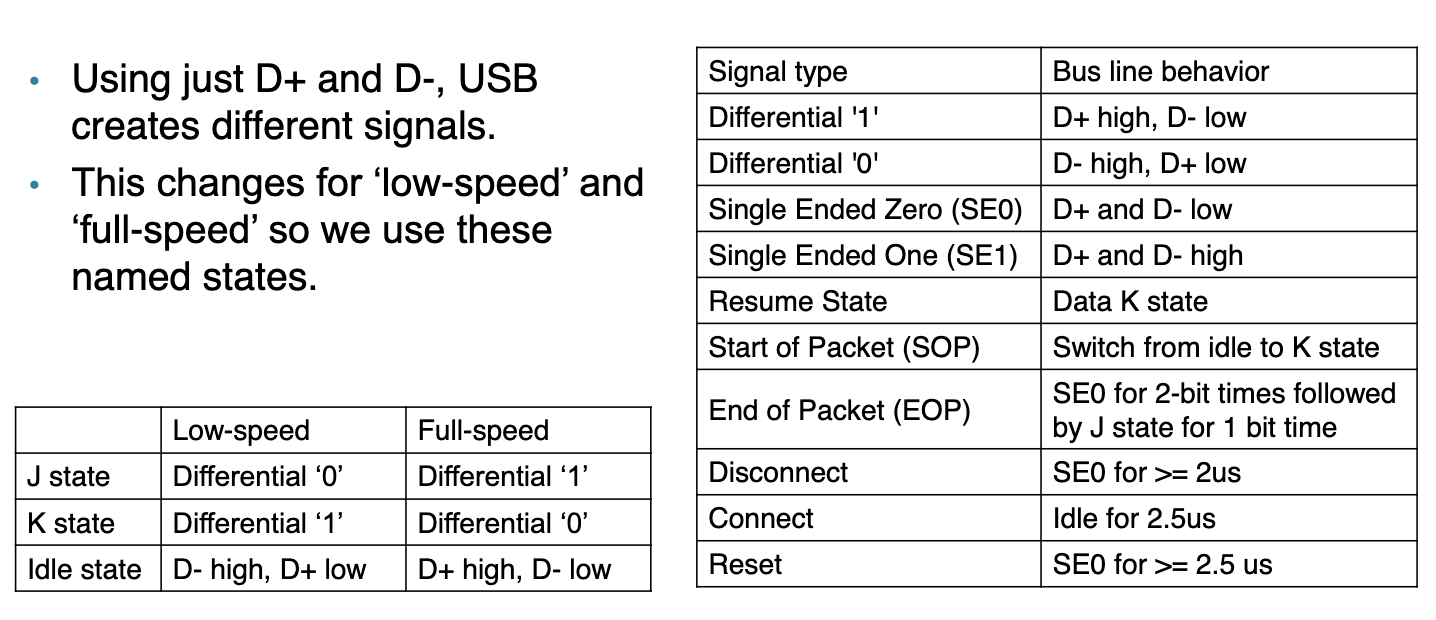 Using just D+ and D-, USB
creates different signals.
This changes for ‘low-speed’ and
‘full-speed’ so we use these
named states.
Low-speed Full-speed
J state Differential ‘0’ Differential ‘1’
K state Differential ‘1’ Differential ‘0’
Idle state D- high, D+ low D+ high, D- low
Signal type Bus line behavior
Differential '1' D+ high, D- low
Differential '0' D- high, D+ low
Single Ended Zero (SE0) D+ and D- low
Single Ended One (SE1) D+ and D- high
Resume State Data K state
Start of Packet (SOP) Switch from idle to K state
End of Packet (EOP) SE0 for 2-bit times followed
by J state for 1 bit time
Disconnect SE0 for >= 2us
Connect Idle for 2.5us
Reset SE0 for >= 2.5 us